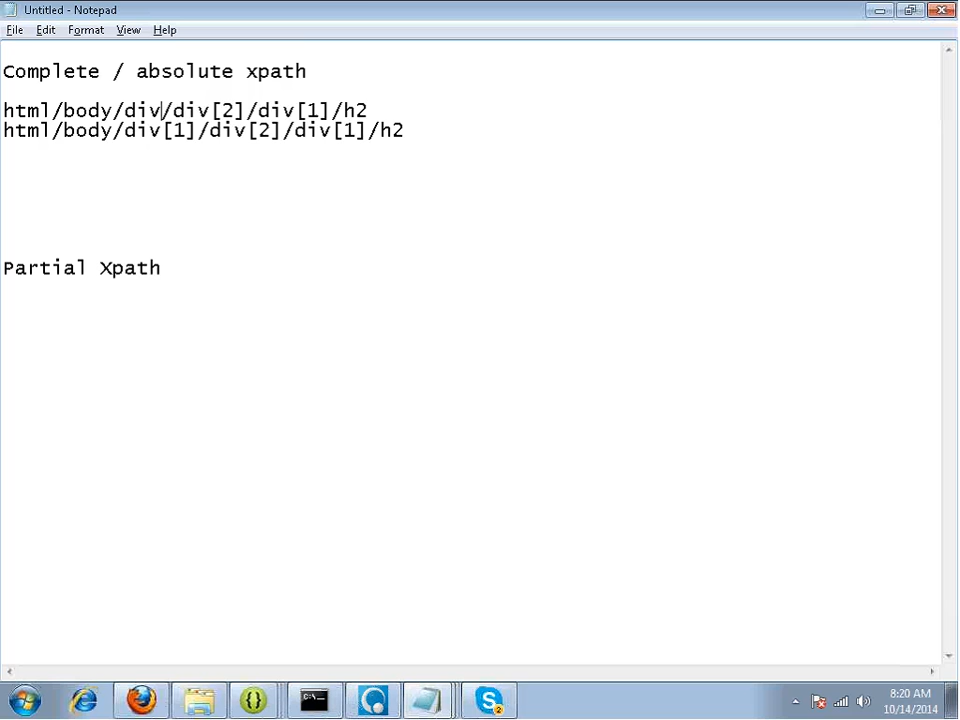 Untitled - Notepad
File Edit Format View Help
Complete / absolute xpath
html/body/div/div[2]/div[1]/h2
html/body/div[1]/div[2]/div[1]/h2
Partial Xpath
8:20 AM
10/14/2014